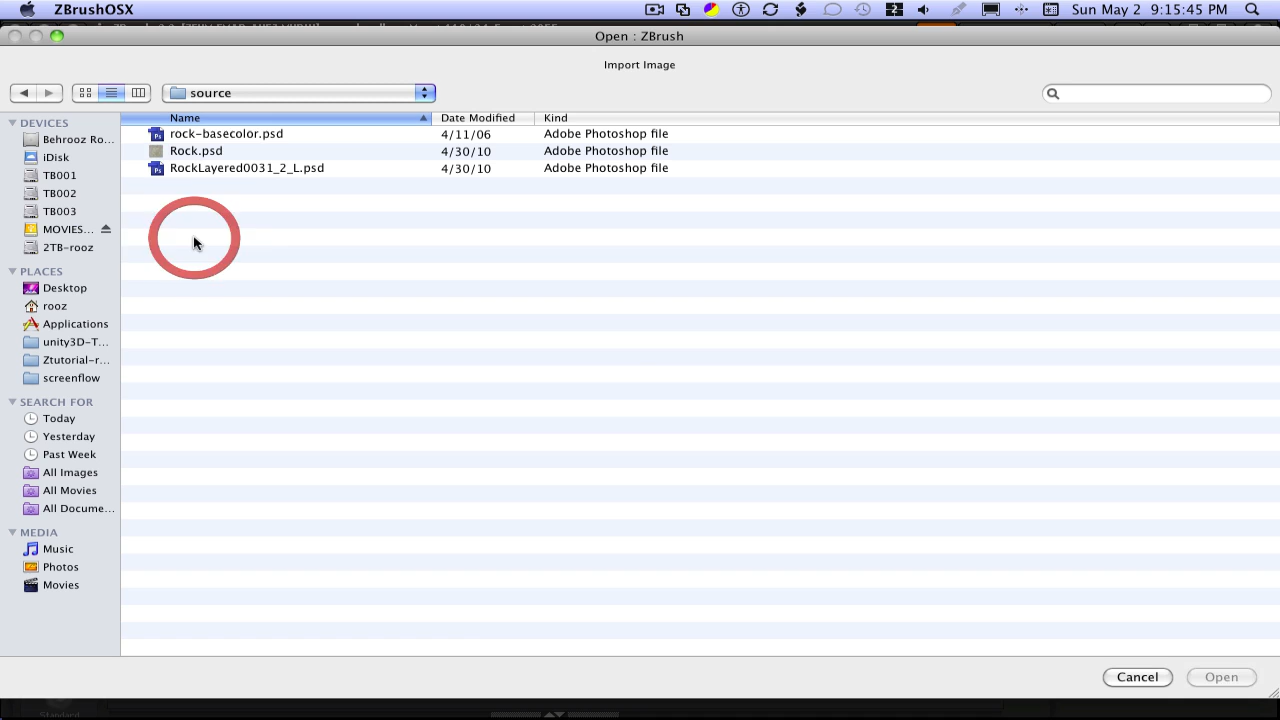 ZBrushOSX
Sun May 2 9:15:45 PM
Open : ZBrush
Import Image
source
Name Date Modified Kind
rock-basecolor.psd 4/11/06 Adobe Photoshop file
Rock.psd 4/30/10 Adobe Photoshop file
RockLayered0031_2_L.psd 4/30/10 Adobe Photoshop file
DEVICES
Behrooz Ro...
iDisk
TB001
TB002
TB003
MOVIES...
2TB-rooz
PLACES
Desktop
rooz
Applications
unity3D-T...
Ztutorial-r...
screenflow
SEARCH FOR
Today
Yesterday
Past Week
All Images
All Movies
All Docume...
MEDIA
Music
Photos
Movies
Cancel Open
Standard